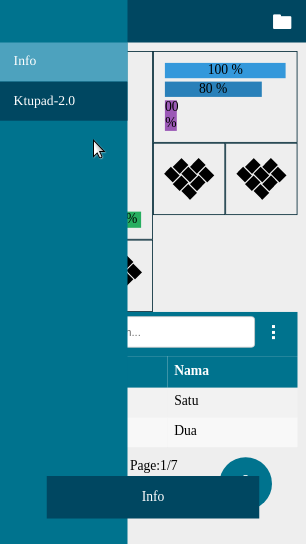 Info
Ktupad-2.0
100 %
80 %
00
%
%
n...
Nama
Satu
Dua
Page:1/7
Info